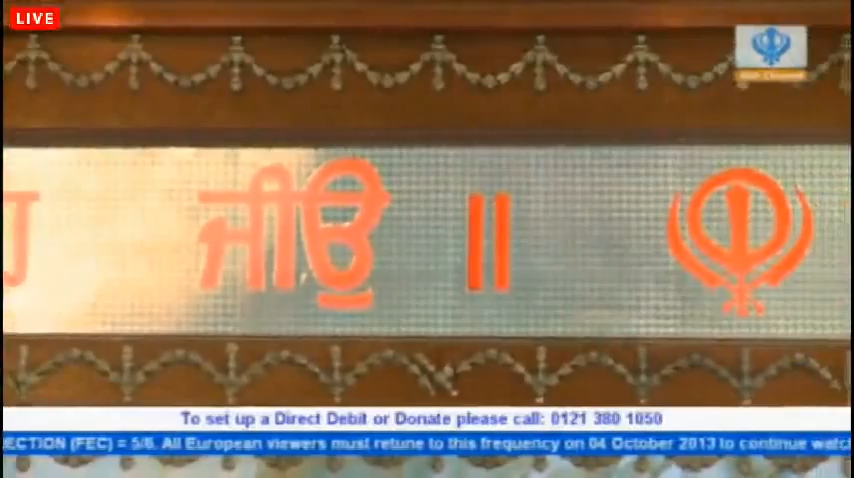 LIVE
ਜੀਉ ॥
To set up a Direct Debit or Donate please call: 0121 380 1050
ECTION (FEC) = 5/6. All European viewers must retune to this frequency on 04 October 2013 to continue watch